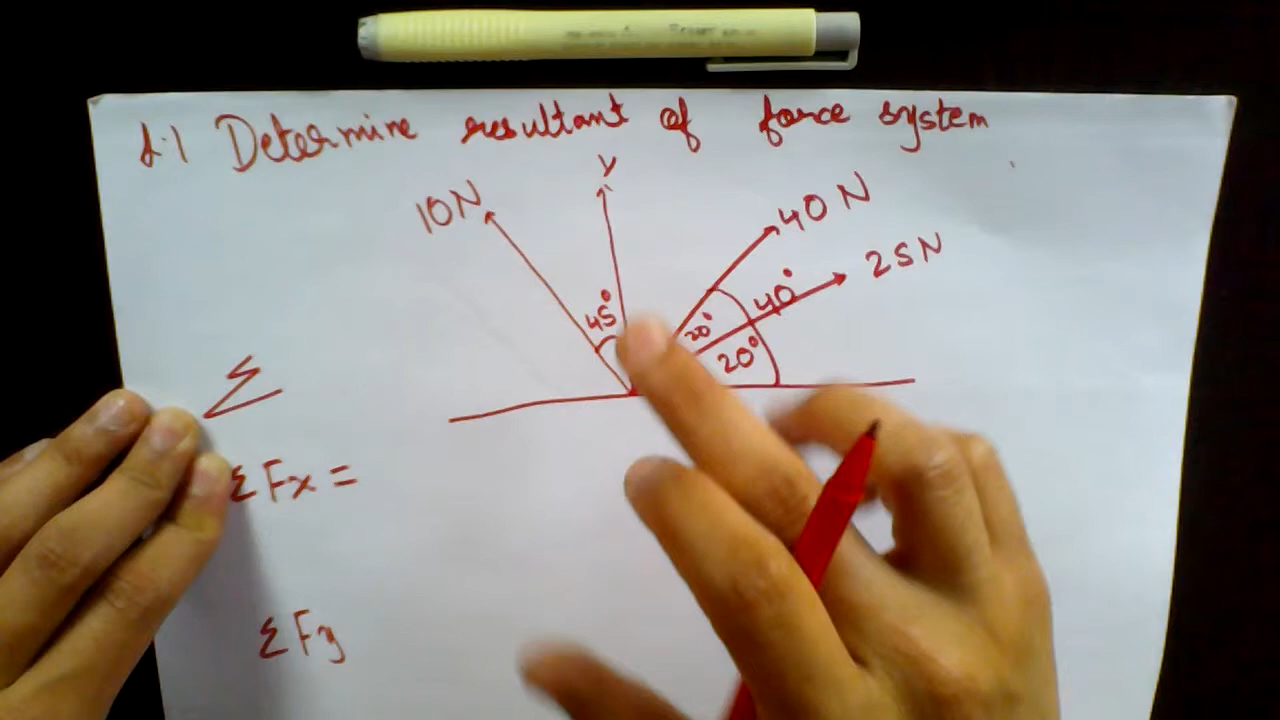 1.1 Determine resultant of force system
Y
10N
40 N
25N
45°
20°
40°
20°
Σ
ΣFx =
ΣFy